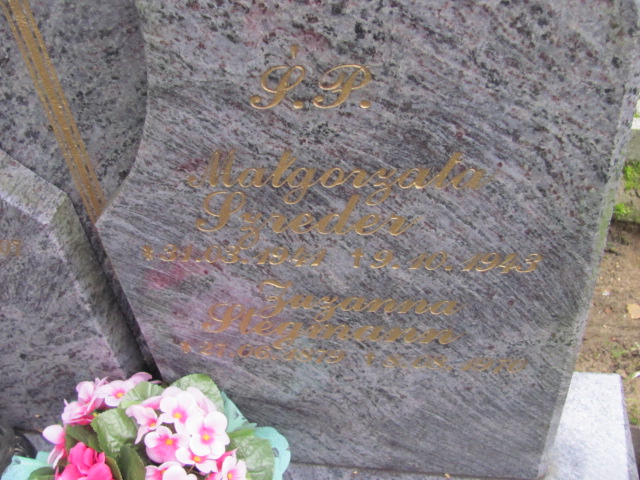 Ś.P.
Małgorzata
Szreder
* 31.03.1941 † 9.10.1943
Zuzanna
Stegmann